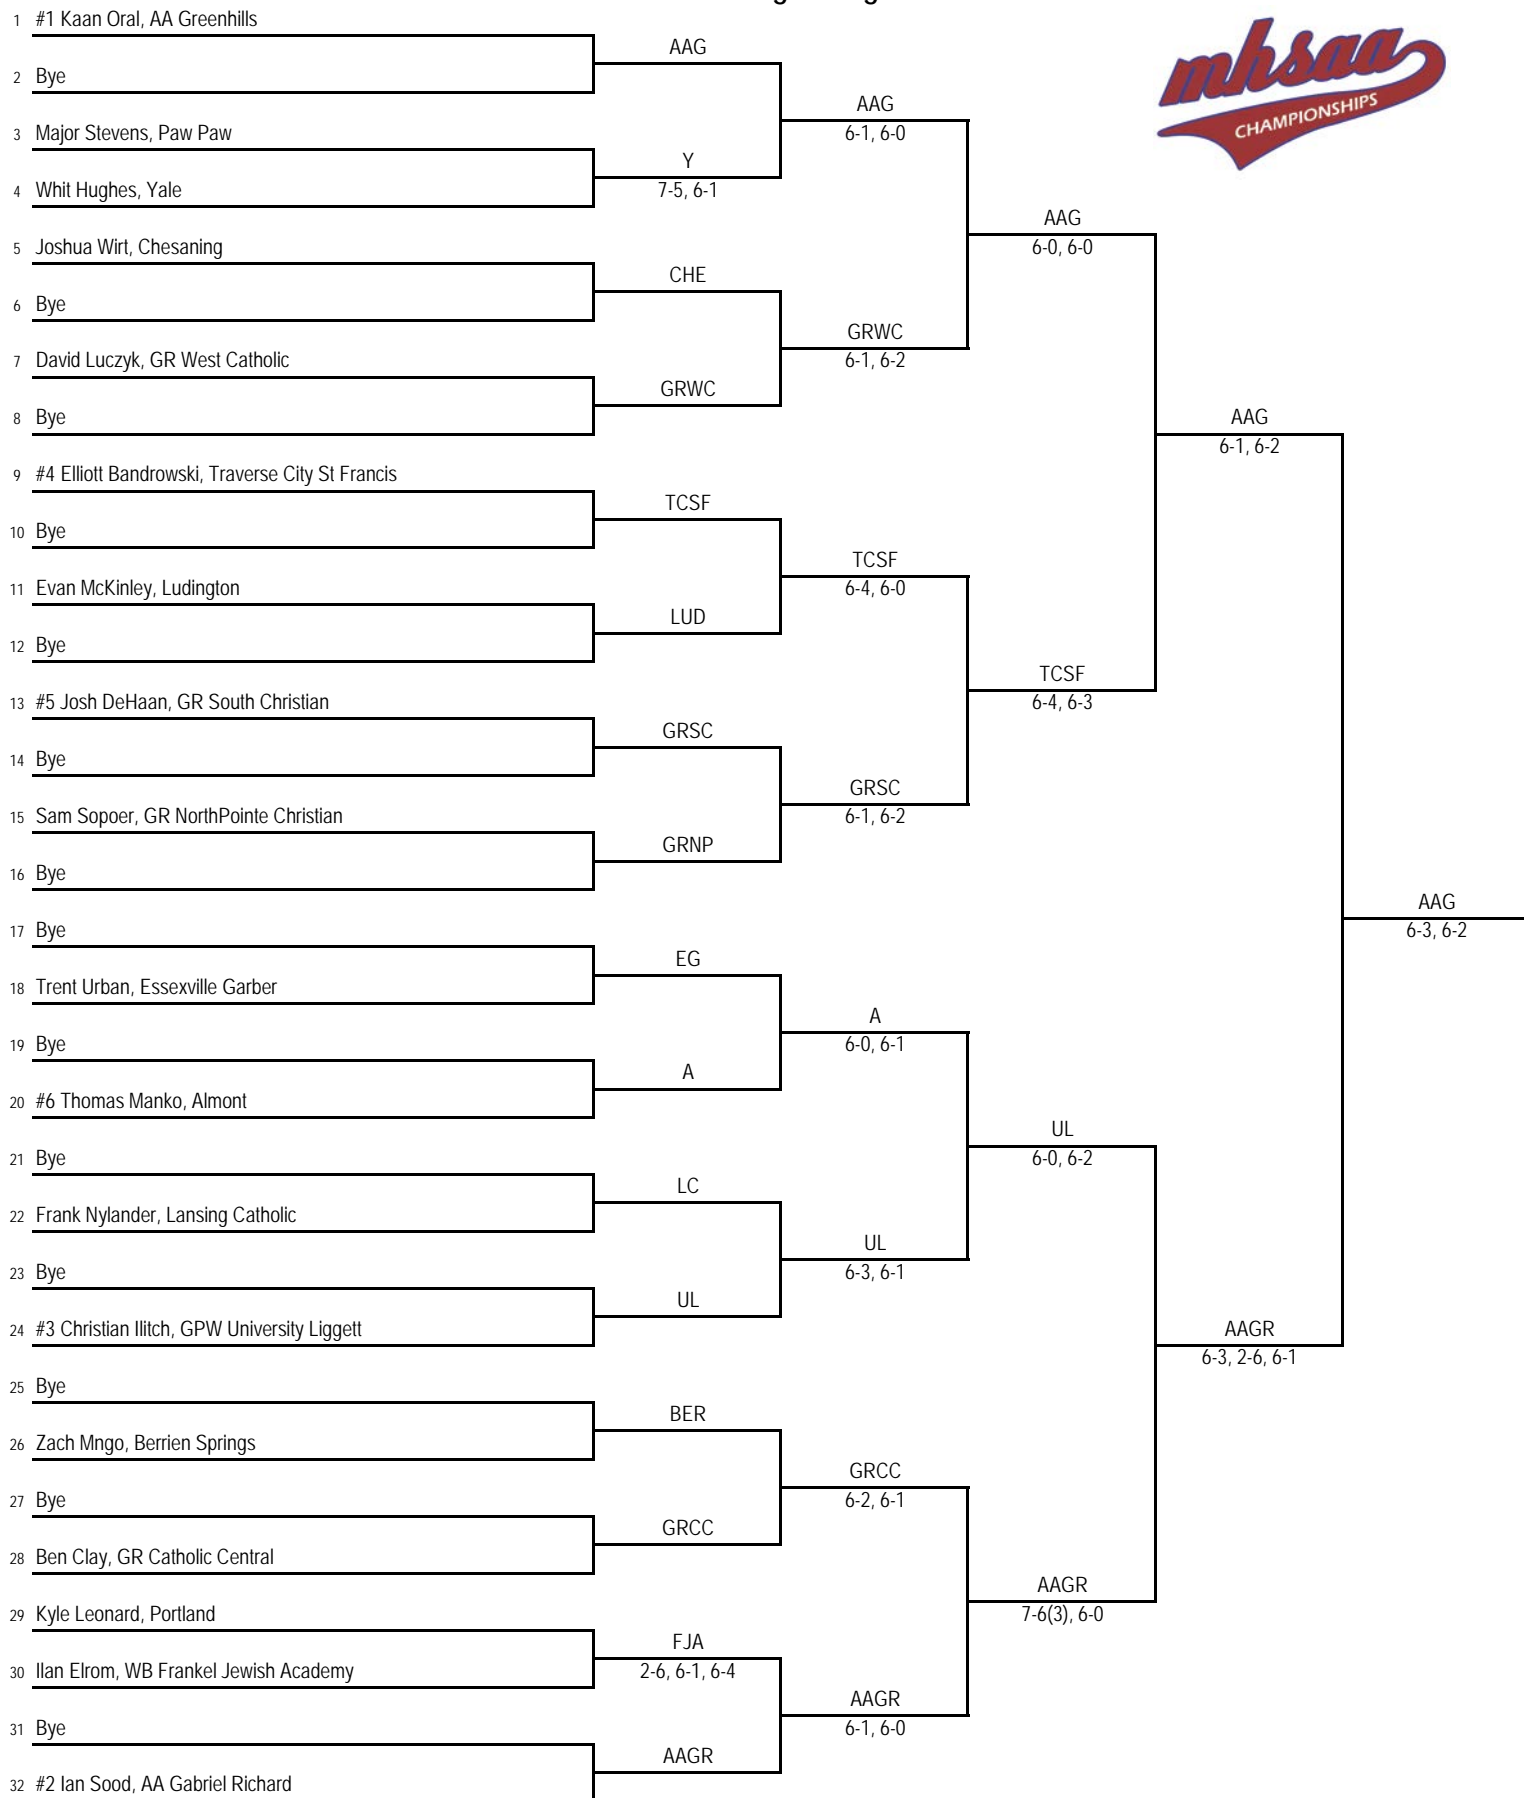 1 #1 Kaan Oral, AA Greenhills
2 Bye
3 Major Stevens, Paw Paw
4 Whit Hughes, Yale
5 Joshua Wirt, Chesaning
6 Bye
7 David Luczyk, GR West Catholic
8 Bye
9 #4 Elliott Bandrowski, Traverse City St Francis
10 Bye
11 Evan McKinley, Ludington
12 Bye
13 #5 Josh DeHaan, GR South Christian
14 Bye
15 Sam Sopoer, GR NorthPointe Christian
16 Bye
17 Bye
18 Trent Urban, Essexville Garber
19 Bye
20 #6 Thomas Manko, Almont
21 Bye
22 Frank Nylander, Lansing Catholic
23 Bye
24 #3 Christian Ilitch, GPW University Liggett
25 Bye
26 Zach Mngo, Berrien Springs
27 Bye
28 Ben Clay, GR Catholic Central
29 Kyle Leonard, Portland
30 Ilan Elrom, WB Frankel Jewish Academy
31 Bye
32 #2 Ian Sood, AA Gabriel Richard
AAG
Y
7-5, 6-1
CHE
GRWC
TCSF
LUD
GRSC
GRNP
EG
A
LC
UL
BER
GRCC
FJA
2-6, 6-1, 6-4
AAGR
AAG
6-1, 6-0
GRWC
6-1, 6-2
TCSF
6-4, 6-0
GRSC
6-1, 6-2
A
6-0, 6-1
UL
6-3, 6-1
GRCC
6-2, 6-1
AAGR
6-1, 6-0
AAG
6-0, 6-0
TCSF
6-4, 6-3
UL
6-0, 6-2
AAGR
7-6(3), 6-0
AAG
6-1, 6-2
AAGR
6-3, 2-6, 6-1
AAG
6-3, 6-2
mhsaa
CHAMPIONSHIPS